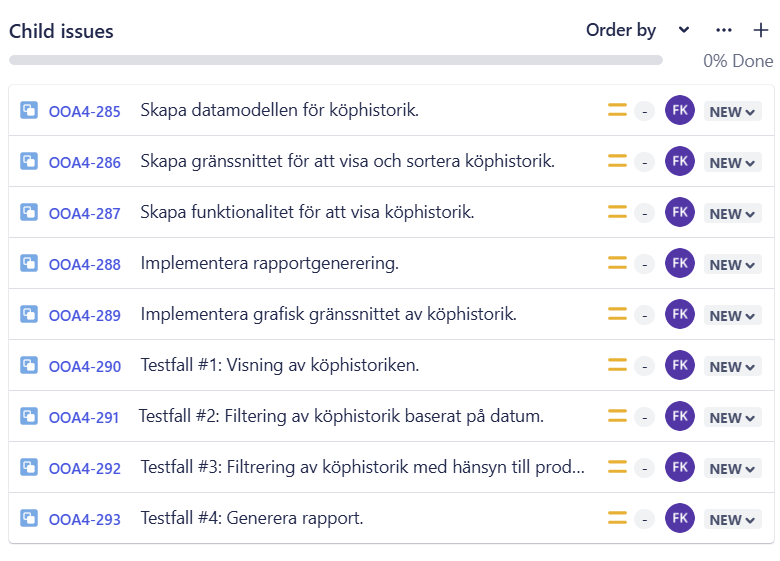 Child issues
Order by
0% Done
OOA4-285 Skapa datamodellen för köphistorik. - FK NEW
OOA4-286 Skapa gränssnittet för att visa och sortera köphistorik. - FK NEW
OOA4-287 Skapa funktionalitet för att visa köphistorik. - FK NEW
OOA4-288 Implementera rapportgenerering. - FK NEW
OOA4-289 Implementera grafisk gränssnittet av köphistorik. - FK NEW
OOA4-290 Testfall #1: Visning av köphistoriken. - FK NEW
OOA4-291 Testfall #2: Filtering av köphistorik baserat på datum. - FK NEW
OOA4-292 Testfall #3: Filtrering av köphistorik med hänsyn till prod... - FK NEW
OOA4-293 Testfall #4: Generera rapport. - FK NEW